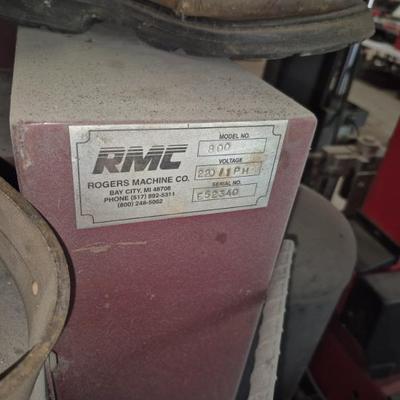 RMC
ROGERS MACHINE CO.
BAY CITY, MI 48706
PHONE (517) 892-5311
(800) 248-5062
MODEL NO.
800
VOLTAGE
220/1PH
SERIAL NO.
E52340